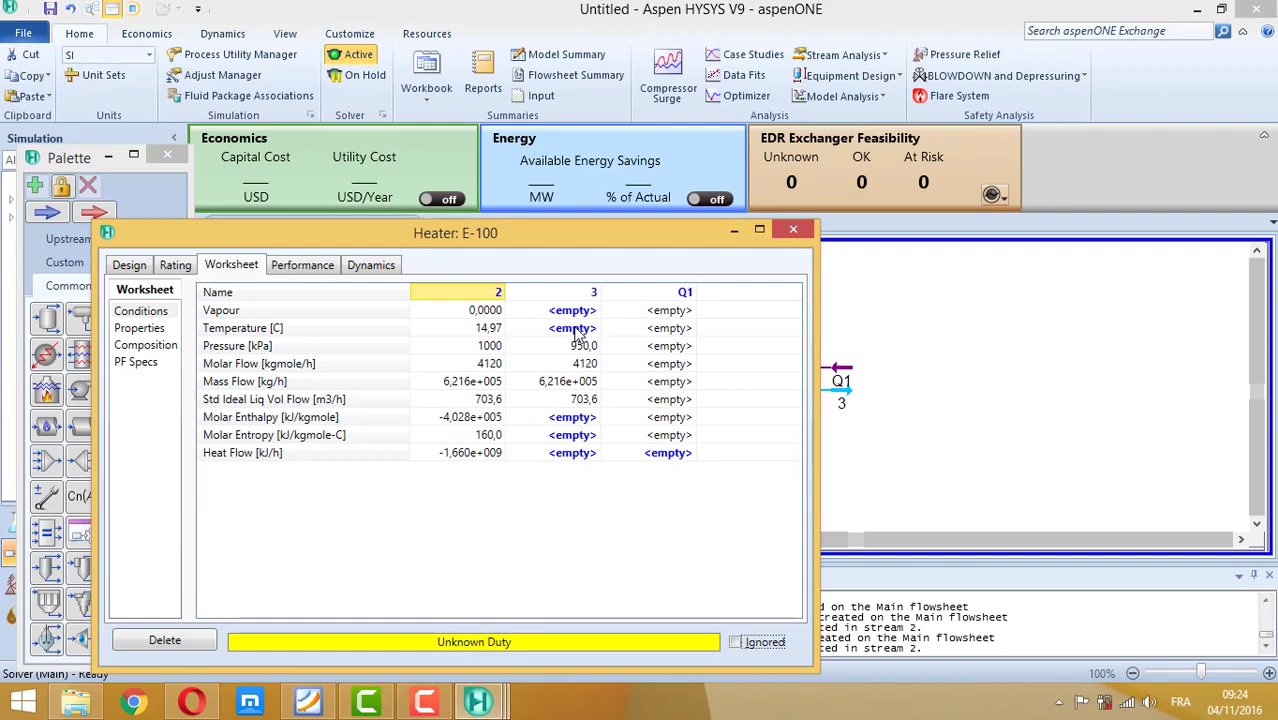 Untitled - Aspen HYSYS V9 - aspenONE
File Home Economics Dynamics View Customize Resources
Search aspenONE Exchange
Cut
Copy
Paste
Clipboard
SI
Unit Sets
Units
Process Utility Manager
Adjust Manager
Fluid Package Associations
Simulation
Active
On Hold
Solver
Workbook
Reports
Model Summary
Flowsheet Summary
Input
Summaries
Compressor
Surge
Case Studies
Data Fits
Optimizer
Stream Analysis
Equipment Design
Model Analysis
Analysis
Pressure Relief
BLOWDOWN and Depressuring
Flare System
Safety Analysis
Simulation
Economics
Capital Cost Utility Cost
USD USD/Year off
Energy
Available Energy Savings
MW % of Actual off
EDR Exchanger Feasibility
Unknown OK At Risk
0 0 0
Palette
Upstream
Custom
Common
Cn(A
Heater: E-100
Design Rating Worksheet Performance Dynamics
Worksheet
Conditions
Properties
Composition
PF Specs
Name 2 3 Q1
Vapour 0,0000 <empty> <empty>
Temperature [C] 14,97 <empty> <empty>
Pressure [kPa] 1000 950,0 <empty>
Molar Flow [kgmole/h] 4120 4120 <empty>
Mass Flow [kg/h] 6,216e+005 6,216e+005 <empty>
Std Ideal Liq Vol Flow [m3/h] 703,6 703,6 <empty>
Molar Enthalpy [kJ/kgmole] -4,028e+005 <empty> <empty>
Molar Entropy [kJ/kgmole-C] 160,0 <empty> <empty>
Heat Flow [kJ/h] -1,660e+009 <empty> <empty>
Delete
Unknown Duty
Ignored
Q1
3
on the Main flowsheet
created on the Main flowsheet
in stream 2.
on the Main flowsheet
in stream 2.
Solver (Main) - Ready
100%
FRA
09:24
04/11/2016